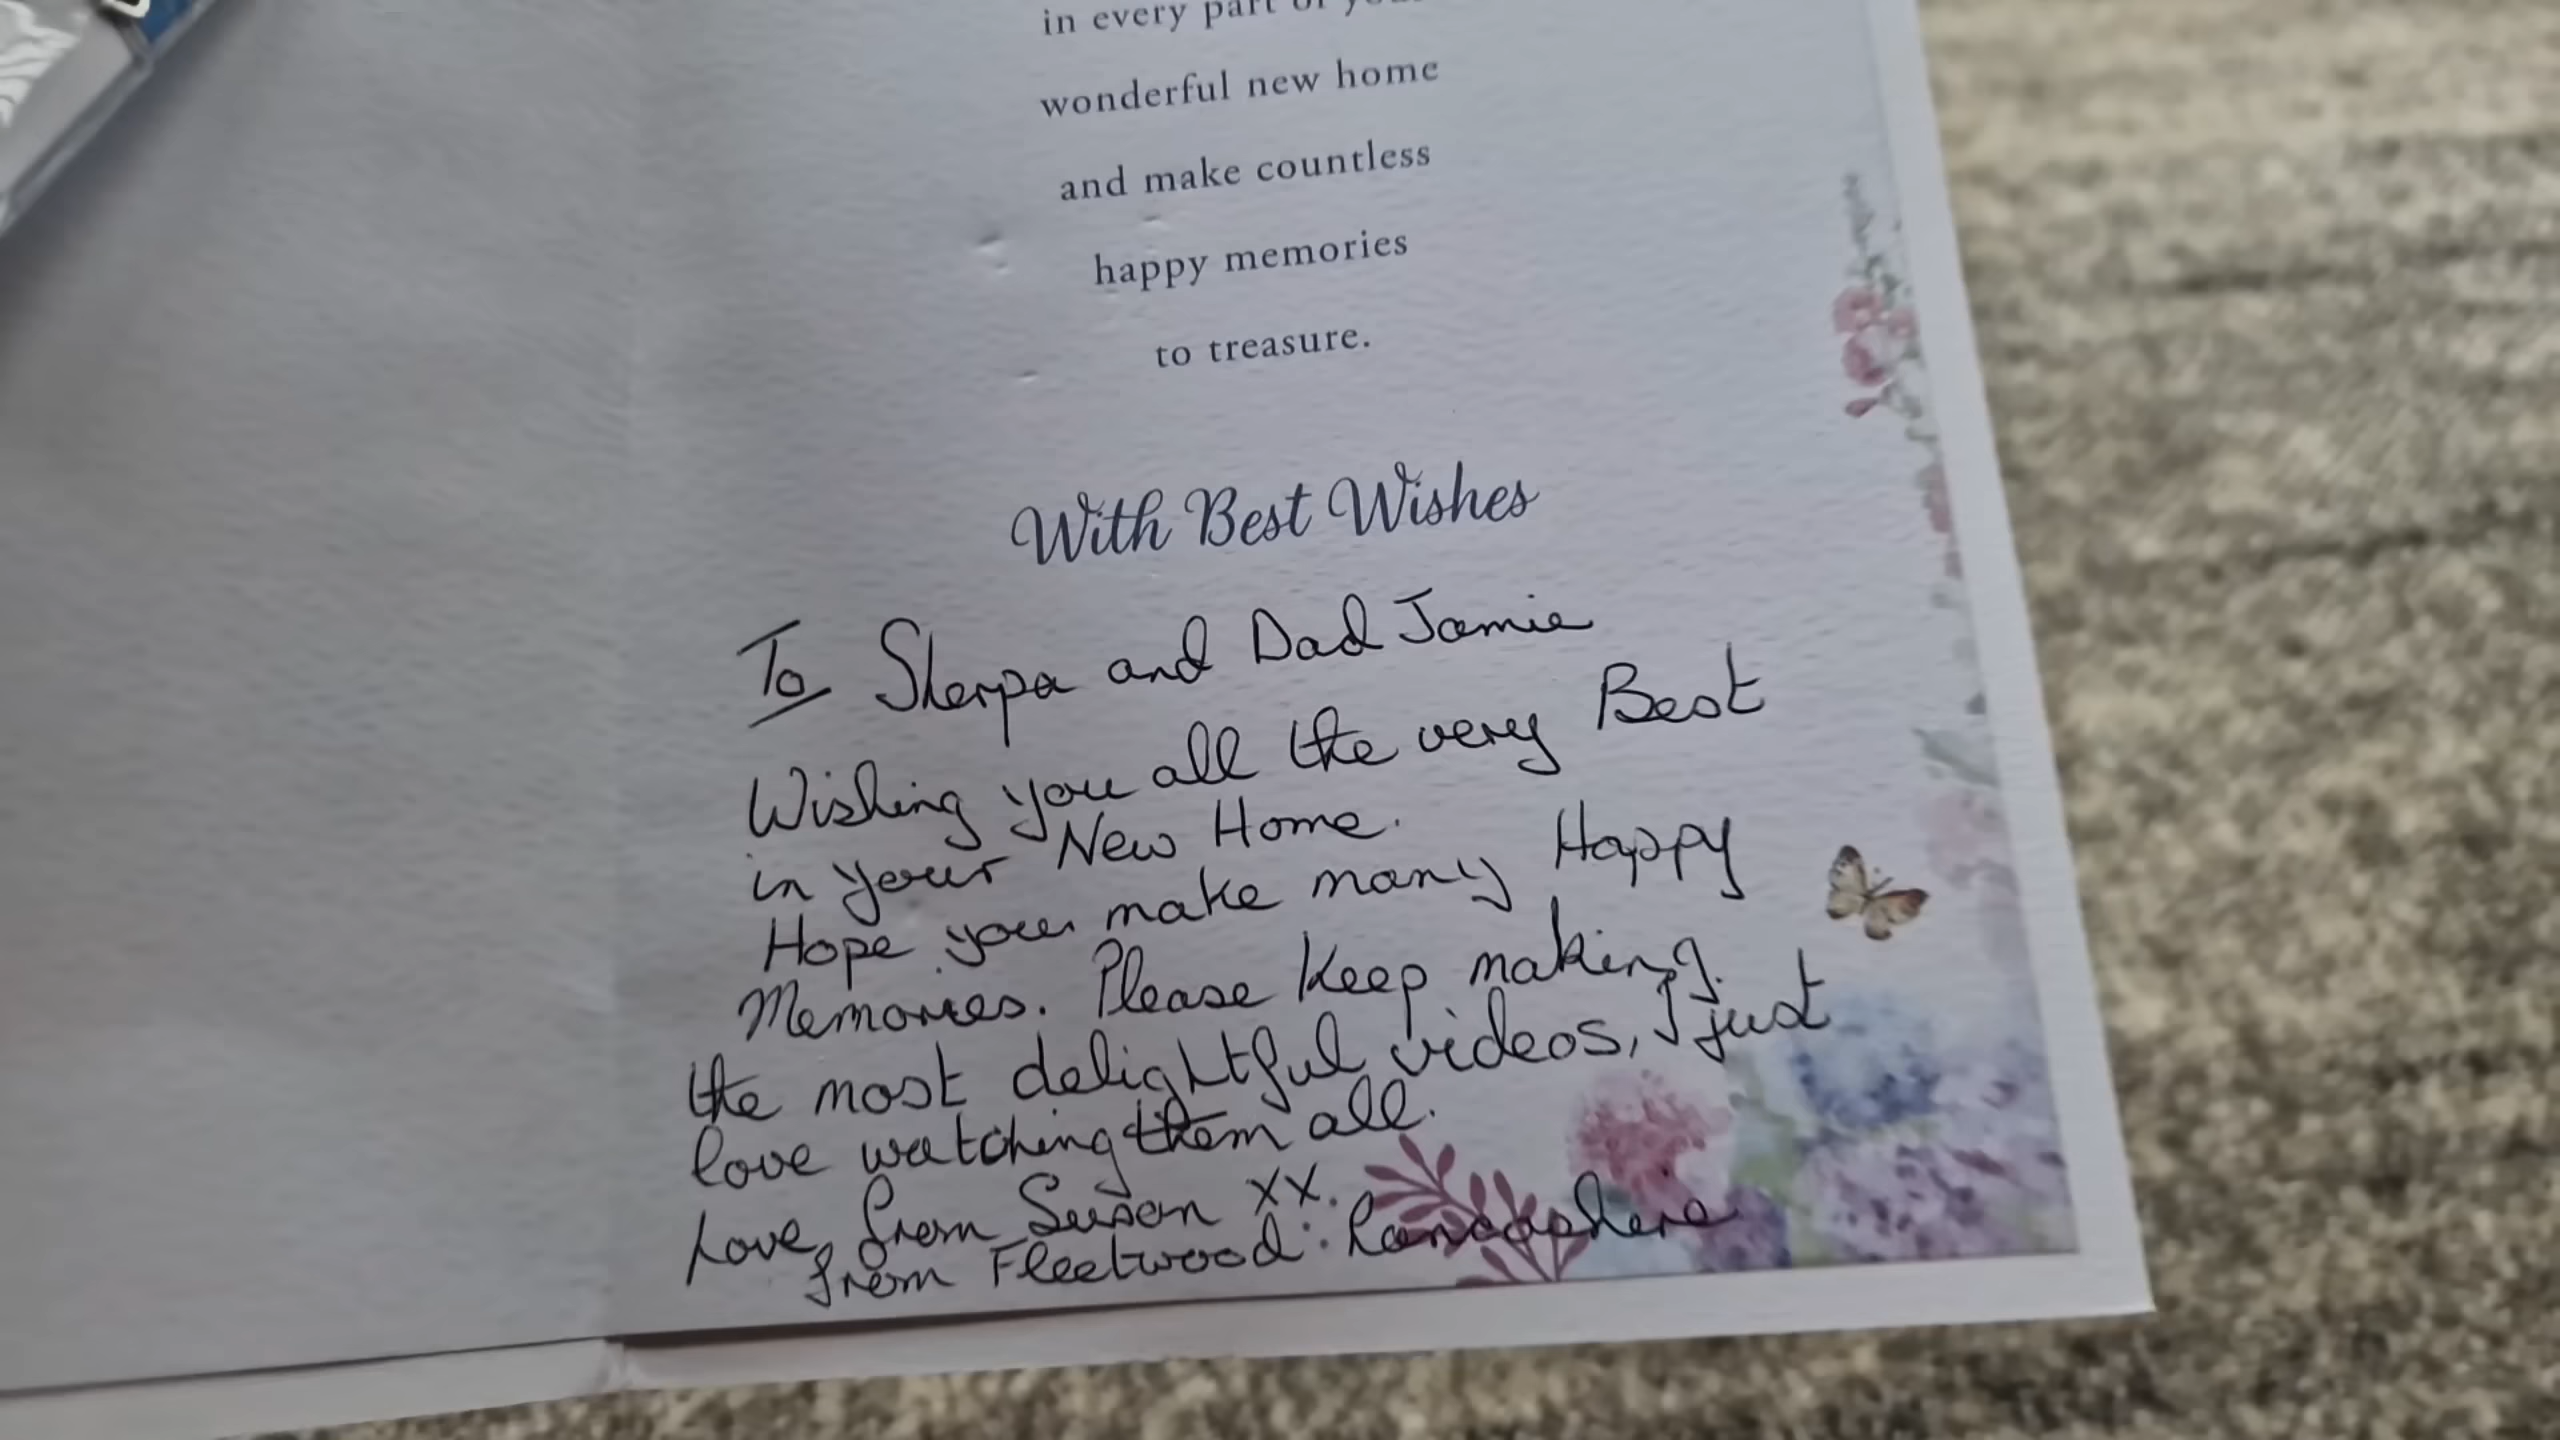 in every part of
wonderful new home
and make countless
happy memories
to treasure.
With Best Wishes
To Sherpa and Dad Jamie
Wishing you all the very Best
in your New Home.
Hope you make many Happy
Memories. Please Keep making
the most delightful videos, I just
love watching them all.
Love from Susan xx.
from Fleetwood. Lancashire